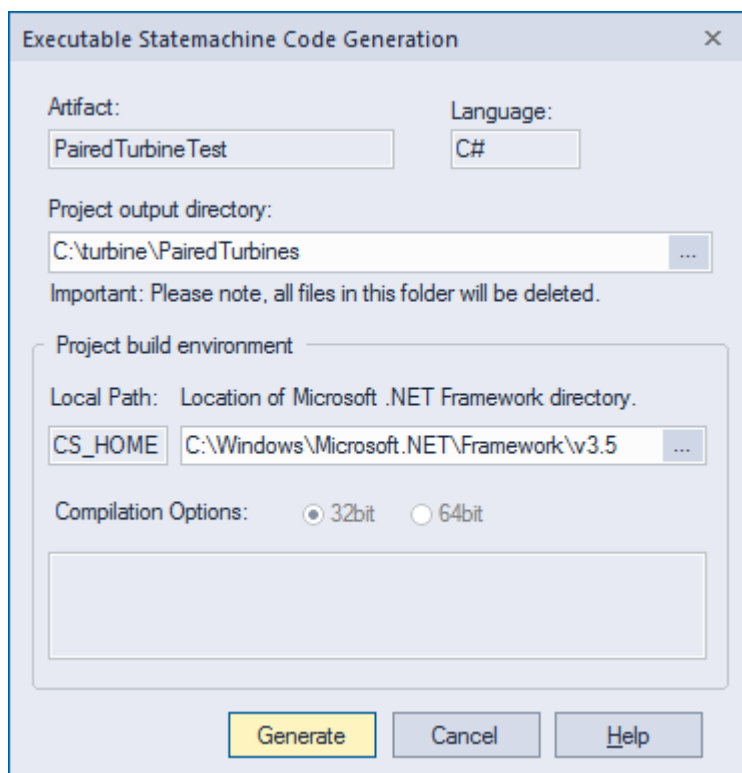 Executable Statemachine Code Generation
Artifact: Language:
PairedTurbineTest C#
Project output directory:
C:\turbine\PairedTurbines ...
Important: Please note, all files in this folder will be deleted.
Project build environment
Local Path: Location of Microsoft .NET Framework directory.
CS_HOME C:\Windows\Microsoft.NET\Framework\v3.5 ...
Compilation Options: 32bit 64bit
Generate Cancel Help